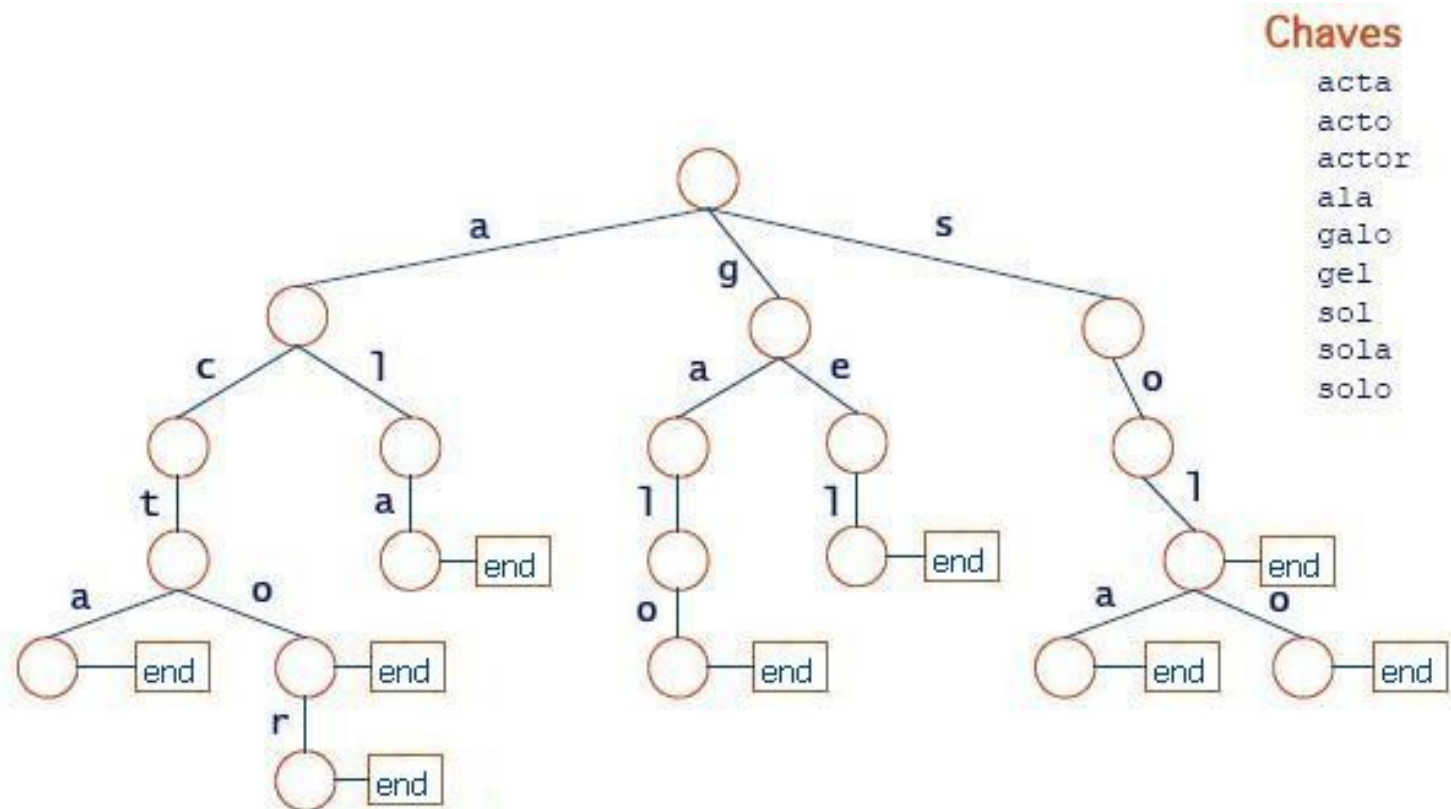 Chaves
acta
acto
actor
ala
galo
gel
sol
sola
solo
a
s
g
c
l
a
e
o
t
a
l
l
l
end
end
end
a
o
o
a
o
end
end
end
end
end
r
end